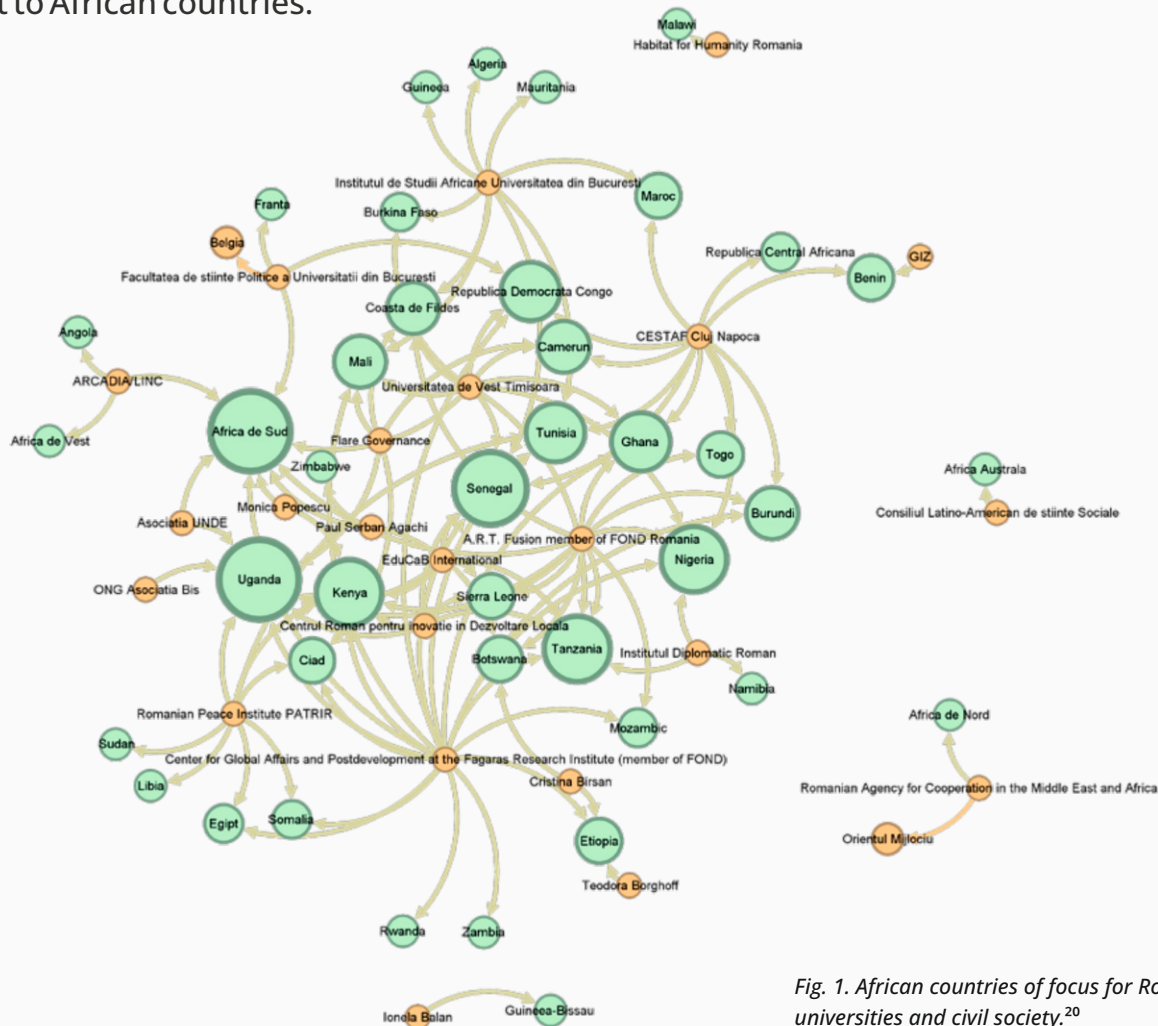 t to African countries.
Malawi
Habitat for Humanity Romania
Algeria
Guineea
Mauritania
Institutul de Studii Africane Universitatea din Bucuresti
Maroc
Franta
Burkina Faso
Belgia
Republica Central Africana
GIZ
Facultatea de stiinte Politice a Universitatii din Bucuresti
Benin
Republica Democrata Congo
Coasta de Fildes
Angola
CESTAF Cluj Napoca
Camerun
Mali
ARCADIA/LINC
Universitatea de Vest Timisoara
Africa de Vest
Africa de Sud
Flare Governance
Tunisia
Ghana
Togo
Zimbabwe
Africa Australa
Senegal
Monica Popescu
Burundi
Consiliul Latino-American de stiinte Sociale
Asociatia UNDE
Paul Serban Agachi
A.R.T. Fusion member of FOND Romania
EduCaB International
Nigeria
Uganda
ONG Asociatia Bis
Kenya
Sierra Leone
Centrul Roman pentru inovatie in Dezvoltare Locala
Tanzania
Institutul Diplomatic Roman
Ciad
Botswana
Namibia
Romanian Peace Institute PATRIR
Africa de Nord
Mozambic
Sudan
Center for Global Affairs and Postdevelopment at the Fagaras Research Institute (member of FOND)
Cristina Birsan
Libia
Romanian Agency for Cooperation in the Middle East and Africa
Egipt
Somalia
Etiopia
Orientul Mijlociu
Teodora Borghoff
Rwanda
Zambia
Fig. 1. African countries of focus for Ro
universities and civil society.²⁰
Ionela Balan
Guineea-Bissau